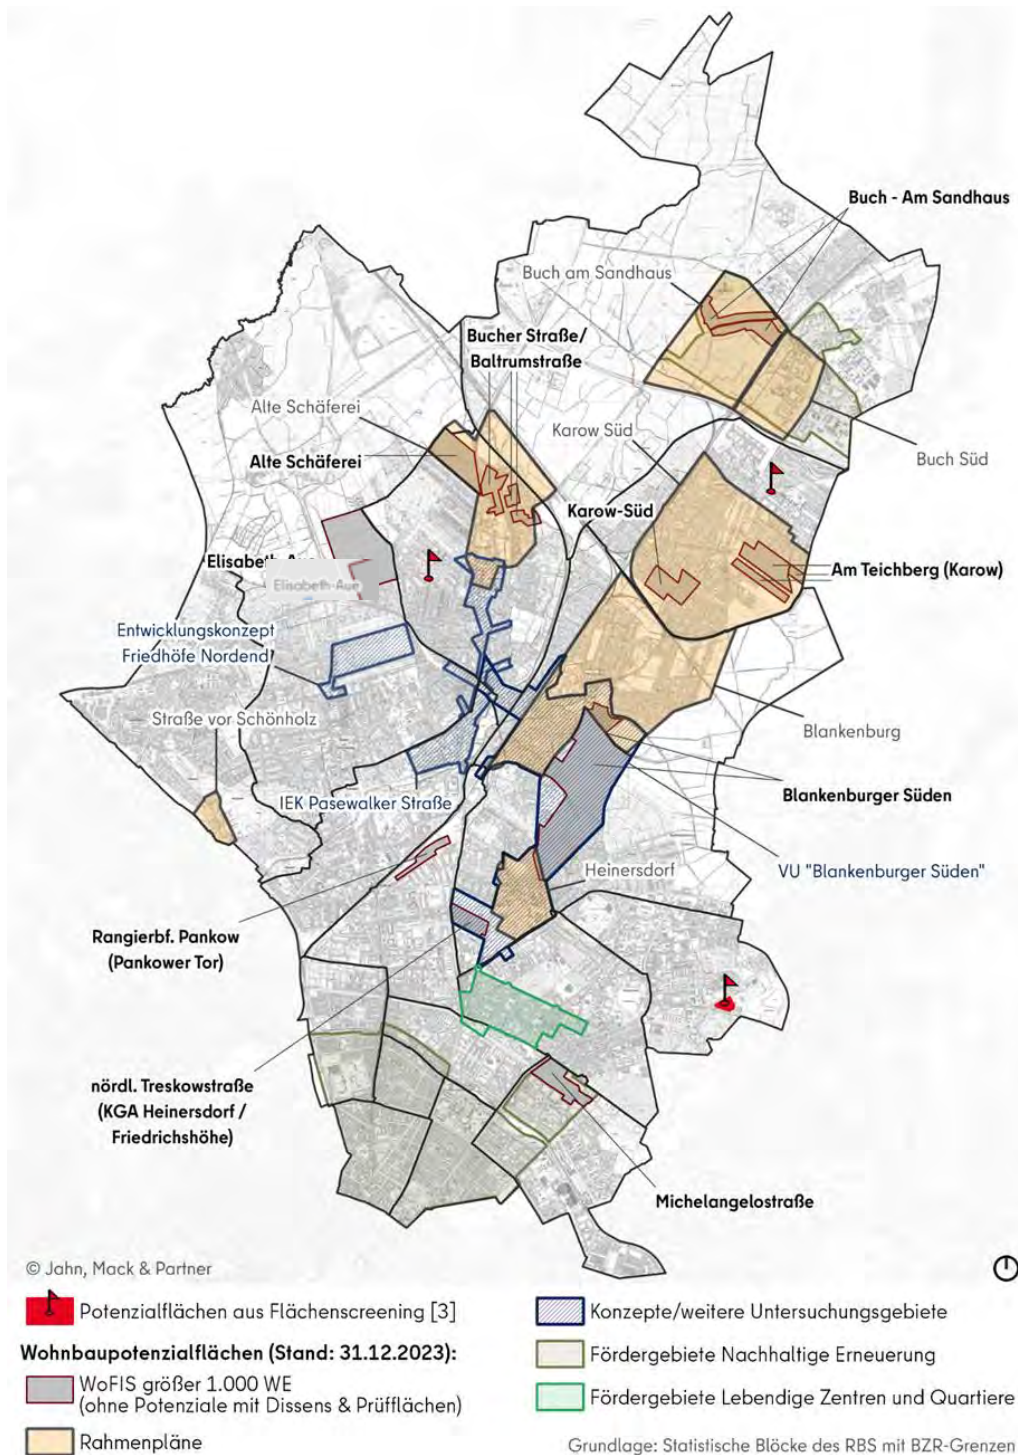 Buch - Am Sandhaus
Buch am Sandhaus
Bucher Straße/
Baltrumstraße
Alte Schäferei
Karow Süd
Buch Süd
Alte Schäferei
Karow-Süd
Elisabeth-Aue
Elisabeth-Aue
Am Teichberg (Karow)
Entwicklungskonzept
Friedhöfe Nordend
Straße vor Schönholz
Blankenburg
IEK Pasewalker Straße
Blankenburger Süden
Heinersdorf
VU "Blankenburger Süden"
Rangierbf. Pankow
(Pankower Tor)
nördl. Treskowstraße
(KGA Heinersdorf /
Friedrichshöhe)
Michelangelostraße
© Jahn, Mack & Partner
Potenzialflächen aus Flächenscreening [3]
Wohnbaupotenzialflächen (Stand: 31.12.2023):
WoFIS größer 1.000 WE
(ohne Potenziale mit Dissens & Prüfflächen)
Rahmenpläne
Konzepte/weitere Untersuchungsgebiete
Fördergebiete Nachhaltige Erneuerung
Fördergebiete Lebendige Zentren und Quartiere
Grundlage: Statistische Blöcke des RBS mit BZR-Grenzen